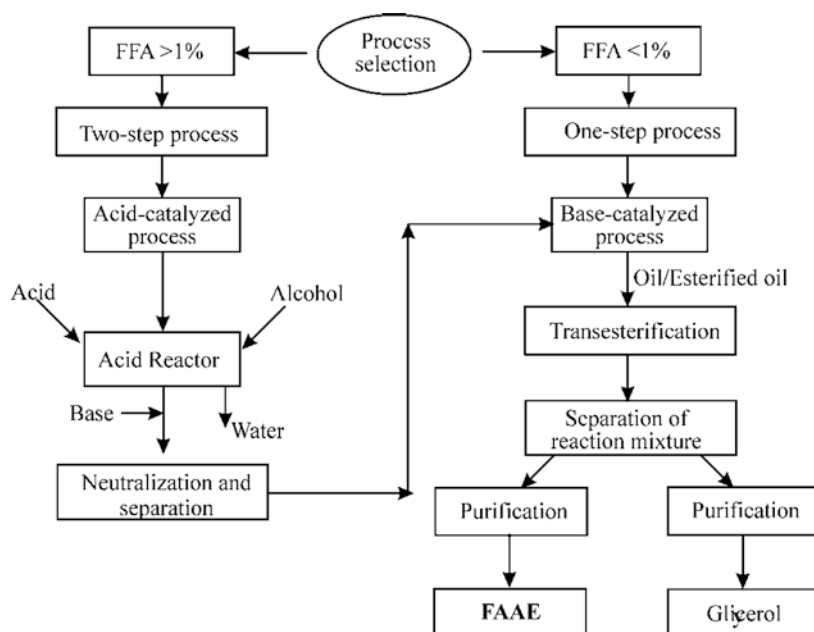 FFA >1%
Process
selection
FFA <1%
Two-step process
One-step process
Acid-catalyzed
process
Base-catalyzed
process
Oil/Esterified oil
Acid
Alcohol
Acid Reactor
Transesterification
Base
Water
Separation of
reaction mixture
Neutralization and
separation
Purification
Purification
FAAE
Glycerol